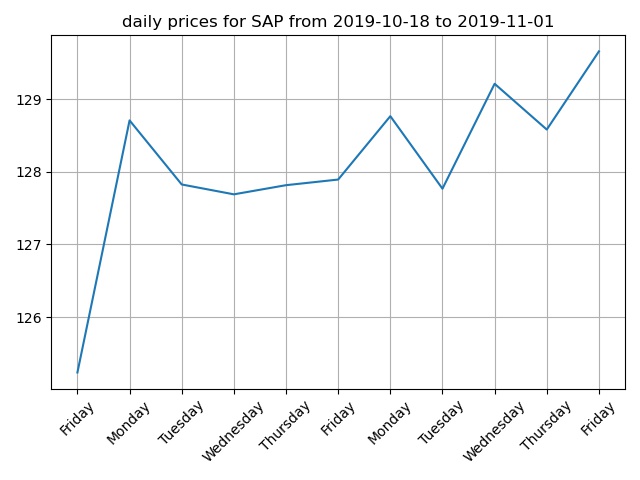 daily prices for SAP from 2019-10-18 to 2019-11-01
129
128
127
126
Friday
Monday
Tuesday
Wednesday
Thursday
Friday
Monday
Tuesday
Wednesday
Thursday
Friday